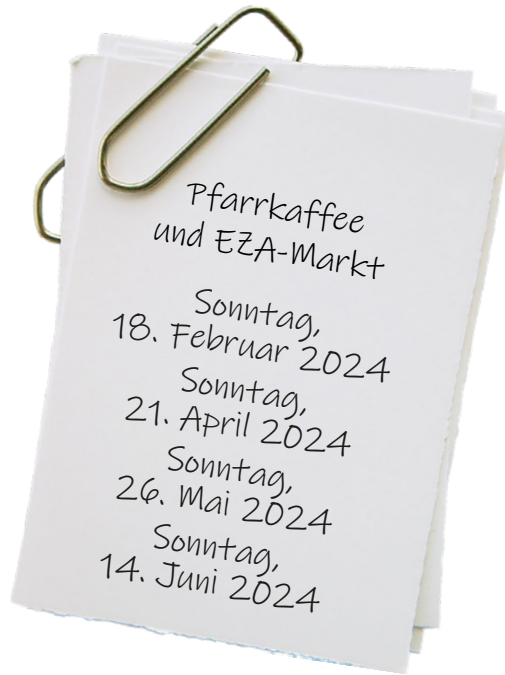 Pfarrkaffee
und EZA-Markt
Sonntag,
18. Februar 2024
Sonntag,
21. April 2024
Sonntag,
26. Mai 2024
Sonntag,
14. Juni 2024